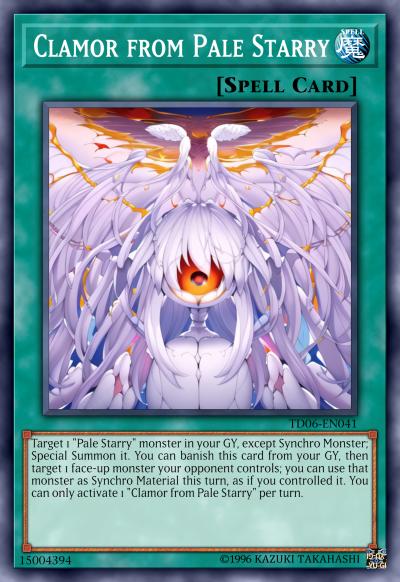 CLAMOR FROM PALE STARRY
SPELL
魔
[SPELL CARD]
TD06-EN041
Target 1 "Pale Starry" monster in your GY, except Synchro Monster;
Special Summon it. You can banish this card from your GY, then
target 1 face-up monster your opponent controls; you can use that
monster as Synchro Material this turn, as if you controlled it. You
can only activate 1 "Clamor from Pale Starry" per turn.
15004394
©1996 KAZUKI TAKAHASHI